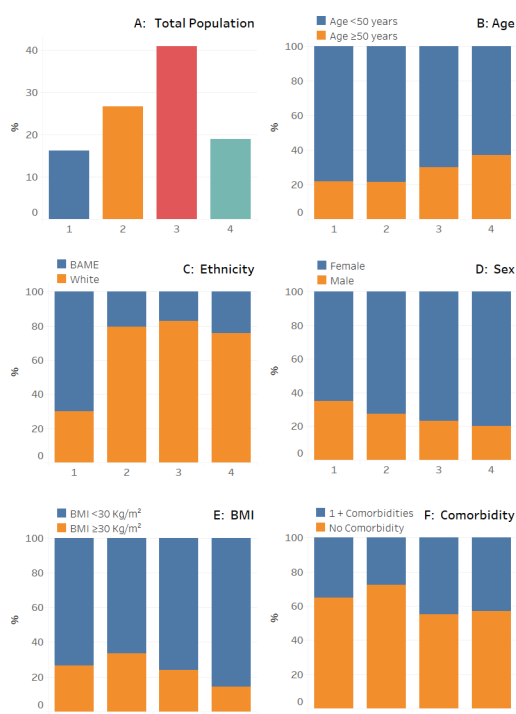 A:  Total Population
%
40
30
20
10
0
1 2 3 4
Age <50 years
Age ≥50 years
B: Age
%
100
80
60
40
20
0
1 2 3 4
BAME
White
C: Ethnicity
%
100
80
60
40
20
0
1 2 3 4
Female
Male
D: Sex
%
100
80
60
40
20
0
1 2 3 4
BMI <30 Kg/m²
BMI ≥30 Kg/m²
E: BMI
%
100
80
60
40
20
0
1 + Comorbidities
No Comorbidity
F: Comorbidity
%
100
80
60
40
20
0